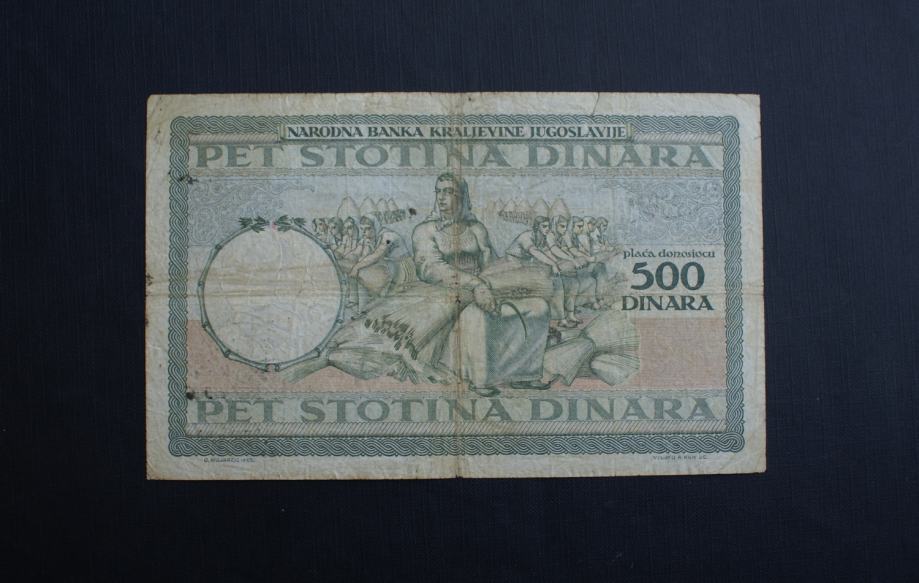 NARODNA BANKA KRALJEVINE JUGOSLAVIJE
PET STOTINA DINARA
plaća donosiocu
500
DINARA
PET STOTINA DINARA